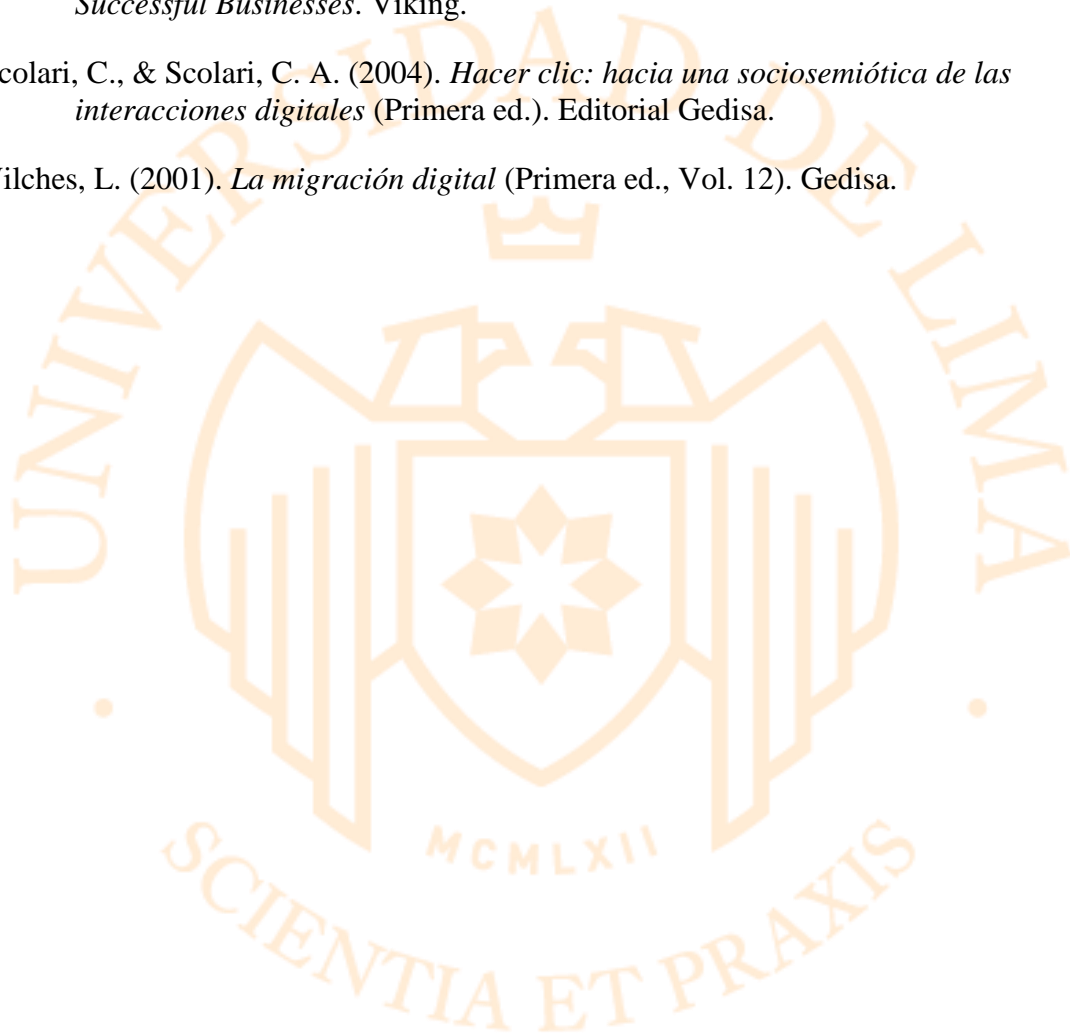 Successful Businesses. Viking.
colari, C., & Scolari, C. A. (2004). Hacer clic: hacia una sociosemiótica de las
interacciones digitales (Primera ed.). Editorial Gedisa.
ilches, L. (2001). La migración digital (Primera ed., Vol. 12). Gedisa.
UNIVERSIDAD DE LIMA
MCMLXII
SCIENTIA ET PRAXIS